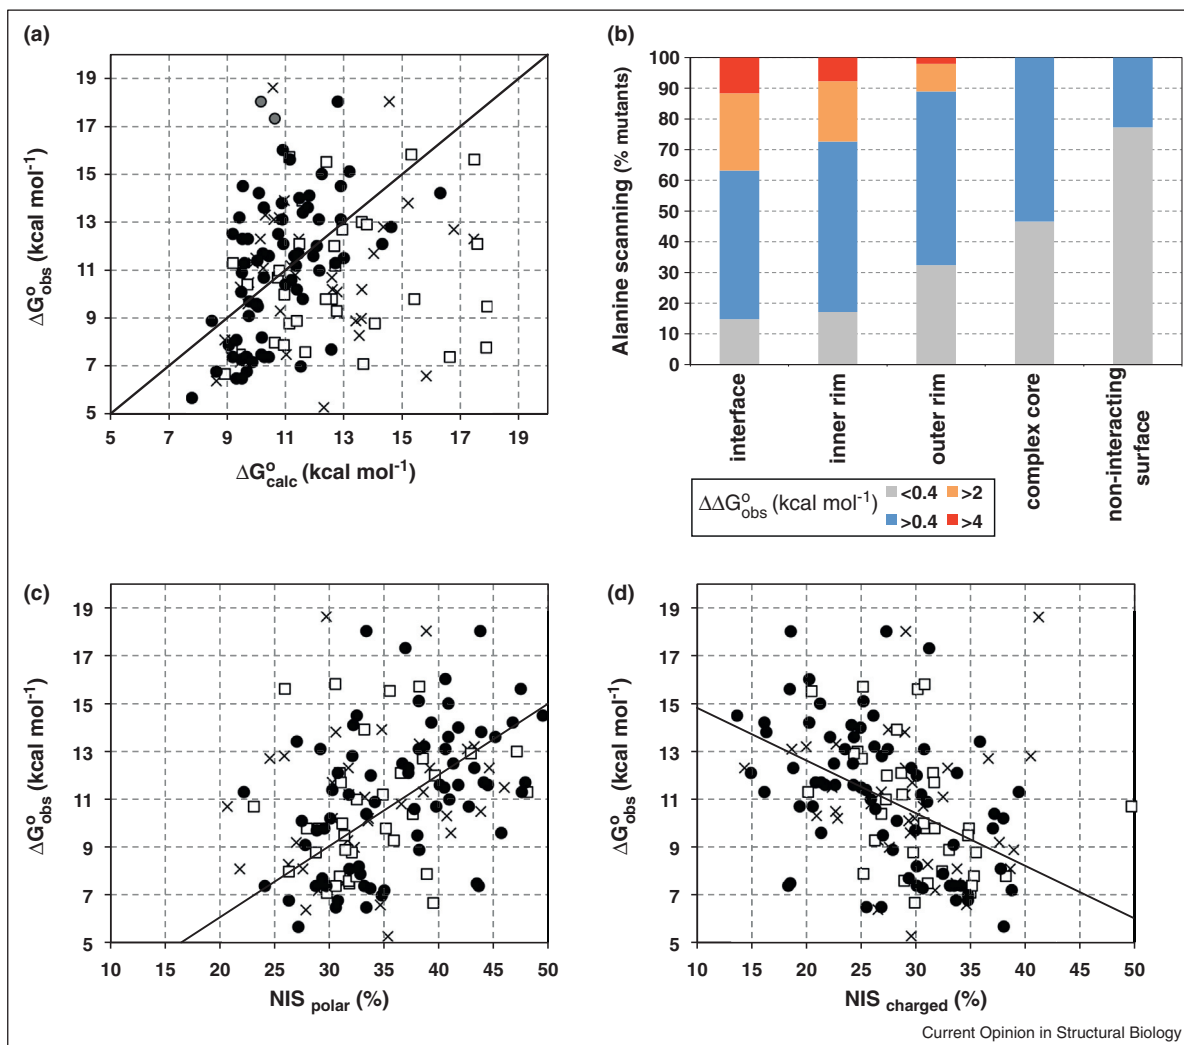 (a)
19
17
15
13
11
9
7
5
5 7 9 11 13 15 17 19
ΔG°obs (kcal mol⁻¹)
ΔG°calc (kcal mol⁻¹)
(b)
100
90
80
70
60
50
40
30
20
10
0
Alanine scanning (% mutants)
interface
inner rim
outer rim
complex core
non-interacting
surface
ΔΔG°obs (kcal mol⁻¹)
<0.4 >2
>0.4 >4
(c)
19
17
15
13
11
9
7
5
10 15 20 25 30 35 40 45 50
ΔG°obs (kcal mol⁻¹)
NIS polar (%)
(d)
19
17
15
13
11
9
7
5
10 15 20 25 30 35 40 45 50
ΔG°obs (kcal mol⁻¹)
NIS charged (%)
Current Opinion in Structural Biology